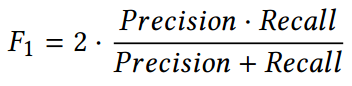 F₁ = 2 · Precision · Recall / Precision + Recall